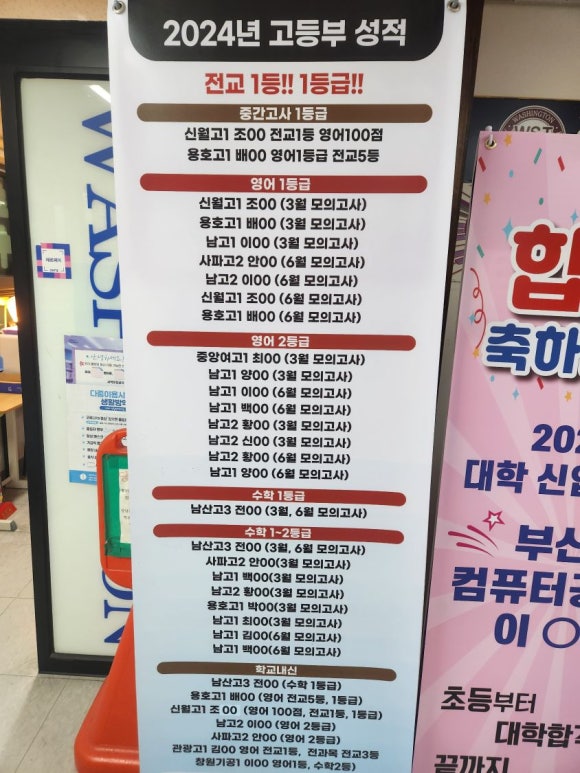 2024년 고등부 성적
전교 1등!! 1등급!!
중간고사 1등급
신월고1 조00 전교1등 영어100점
용호고1 배00 영어1등급 전교5등
영어 1등급
신월고1 조00 (3월 모의고사)
용호고1 배00 (3월 모의고사)
남고1 이00 (3월 모의고사)
사파고2 안00 (6월 모의고사)
남고2 이00 (6월 모의고사)
신월고1 조00 (6월 모의고사)
용호고1 배00 (6월 모의고사)
영어 2등급
중앙여고1 최00 (3월 모의고사)
남고1 양00 (3월 모의고사)
남고1 이00 (6월 모의고사)
남고1 백00 (6월 모의고사)
남고2 황00 (3월 모의고사)
남고2 신00 (3월 모의고사)
남고2 황00 (6월 모의고사)
남고1 양00 (6월 모의고사)
수학 1등급
남산고3 전00 (3월, 6월 모의고사)
수학 1~2등급
남산고3 전00 (3월, 6월 모의고사)
사파고2 안00(3월 모의고사)
남고1 백00(3월 모의고사)
남고2 황00(3월 모의고사)
용호고1 박00(3월 모의고사)
남고1 최00(3월 모의고사)
남고1 김00(6월 모의고사)
남고1 백00(6월 모의고사)
학교내신
남산고3 전00 (수학 1등급)
용호고1 배00 (영어 전교5등, 1등급)
신월고1 조 00 (영어 100점, 전교1등, 1등급)
남고2 이00 (영어 2등급)
사파고2 안00 (영어 2등급)
관광고1 김00 영어 전교1등, 전과목 전교3등
창원기공1 이00 영어1등, 수학2등)
WASH
ON
WASHINGTON
WST
합
축하
202
대학 신입
부산
컴퓨터공
이 ○
초등부터
대학합격
끝까지